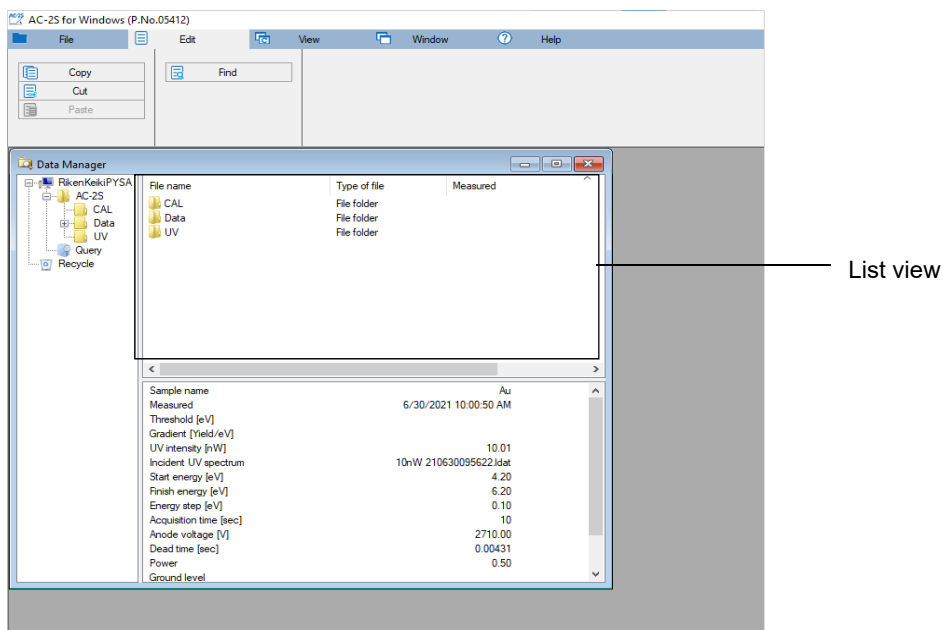 AC-2S for Windows (P.No.05412)
File Edit View Window Help
Copy Find
Cut
Paste
Data Manager
RikenKeikiPYSA
AC-2S
CAL
Data
UV
Query
Recycle
File name Type of file Measured
CAL File folder
Data File folder
UV File folder
List view
Sample name Au
Measured 6/30/2021 10:00:50 AM
Threshold [eV]
Gradient [Yield/eV]
UV intensity [nW] 10.01
Incident UV spectrum 10nW 210630095622.ldat
Start energy [eV] 4.20
Finish energy [eV] 6.20
Energy step [eV] 0.10
Acquisition time [sec] 10
Anode voltage [V] 2710.00
Dead time [sec] 0.00431
Power 0.50
Ground level